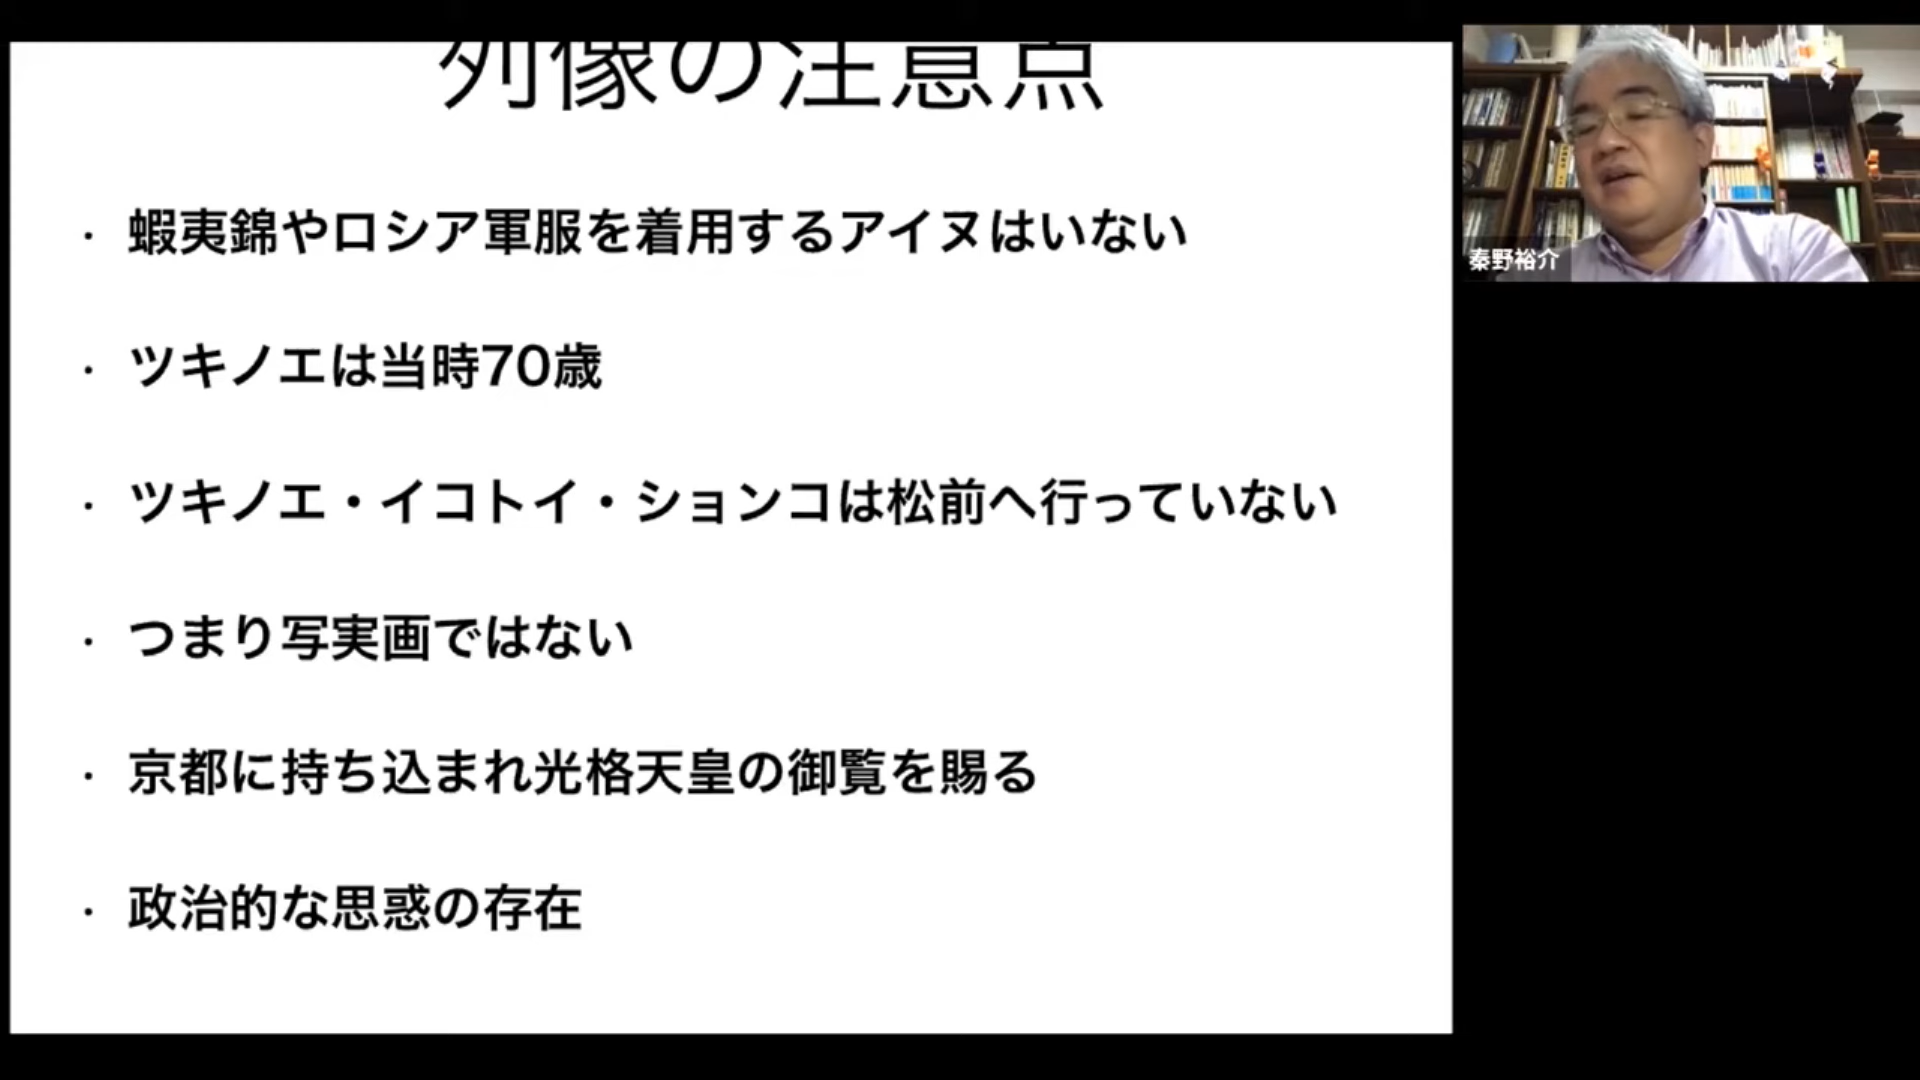 列像の注意点
・ 蝦夷錦やロシア軍服を着用するアイヌはいない
・ ツキノエは当時70歳
・ ツキノエ・イコトイ・ションコは松前へ行っていない
・ つまり写実画ではない
・ 京都に持ち込まれ光格天皇の御覧を賜る
・ 政治的な思惑の存在
秦野裕介